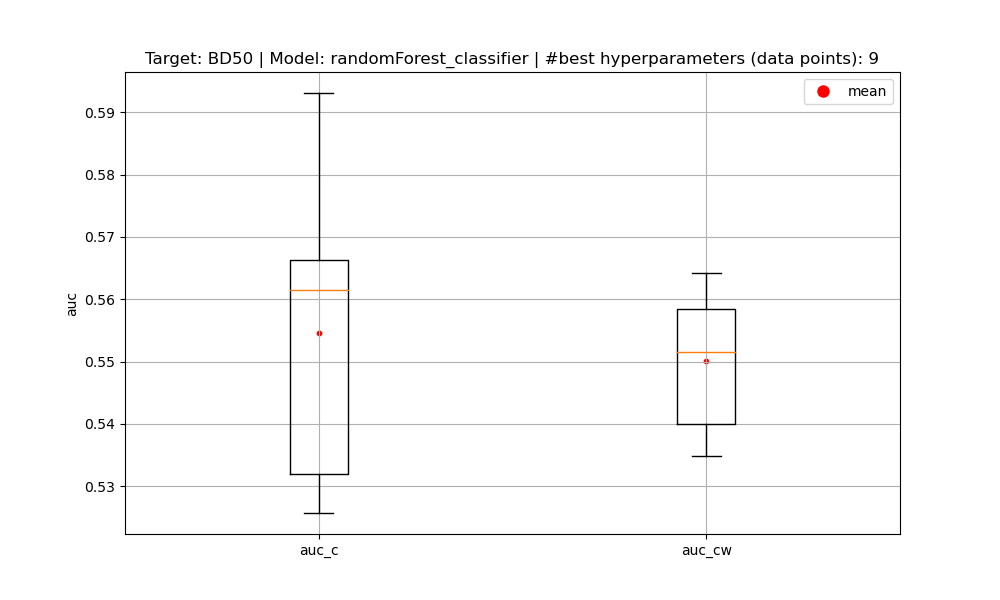 Target: BD50 | Model: randomForest_classifier | #best hyperparameters (data points): 9
mean
0.59
0.58
0.57
0.56
0.55
0.54
0.53
auc
auc_c
auc_cw